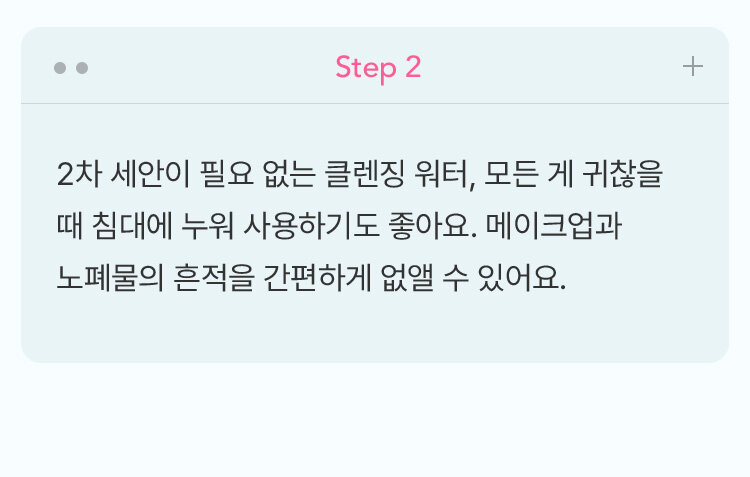 Step 2
2차 세안이 필요 없는 클렌징 워터, 모든 게 귀찮을
때 침대에 누워 사용하기도 좋아요. 메이크업과
노폐물의 흔적을 간편하게 없앨 수 있어요.